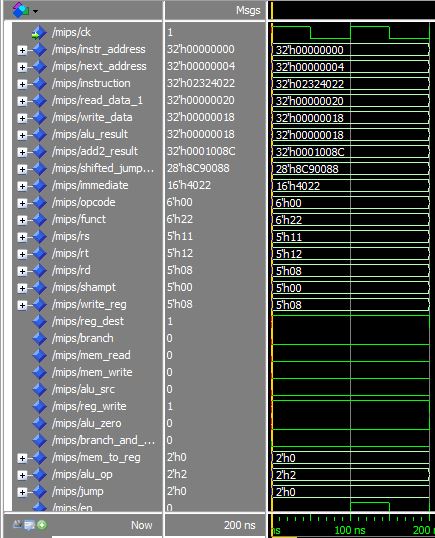 Msgs
/mips/ck 1
/mips/instr_address 32'h00000000 32'h00000000
/mips/next_address 32'h00000004 32'h00000004
/mips/instruction 32'h02324022 32'h02324022
/mips/read_data_1 32'h00000020 32'h00000020
/mips/write_data 32'h00000018 32'h00000018
/mips/alu_result 32'h00000018 32'h00000018
/mips/add2_result 32'h0001008C 32'h0001008C
/mips/shifted_jump... 28'h8C90088 28'h8C90088
/mips/immediate 16'h4022 16'h4022
/mips/opcode 6'h00 6'h00
/mips/funct 6'h22 6'h22
/mips/rs 5'h11 5'h11
/mips/rt 5'h12 5'h12
/mips/rd 5'h08 5'h08
/mips/shampt 5'h00 5'h00
/mips/write_reg 5'h08 5'h08
/mips/reg_dest 1
/mips/branch 0
/mips/mem_read 0
/mips/mem_write 0
/mips/alu_src 0
/mips/reg_write 1
/mips/alu_zero 0
/mips/branch_and_... 0
/mips/mem_to_reg 2'h0 2'h0
/mips/alu_op 2'h2 2'h2
/mips/jump 2'h0 2'h0
/mips/en 0
Now 200 ns 100 ns 200 ns